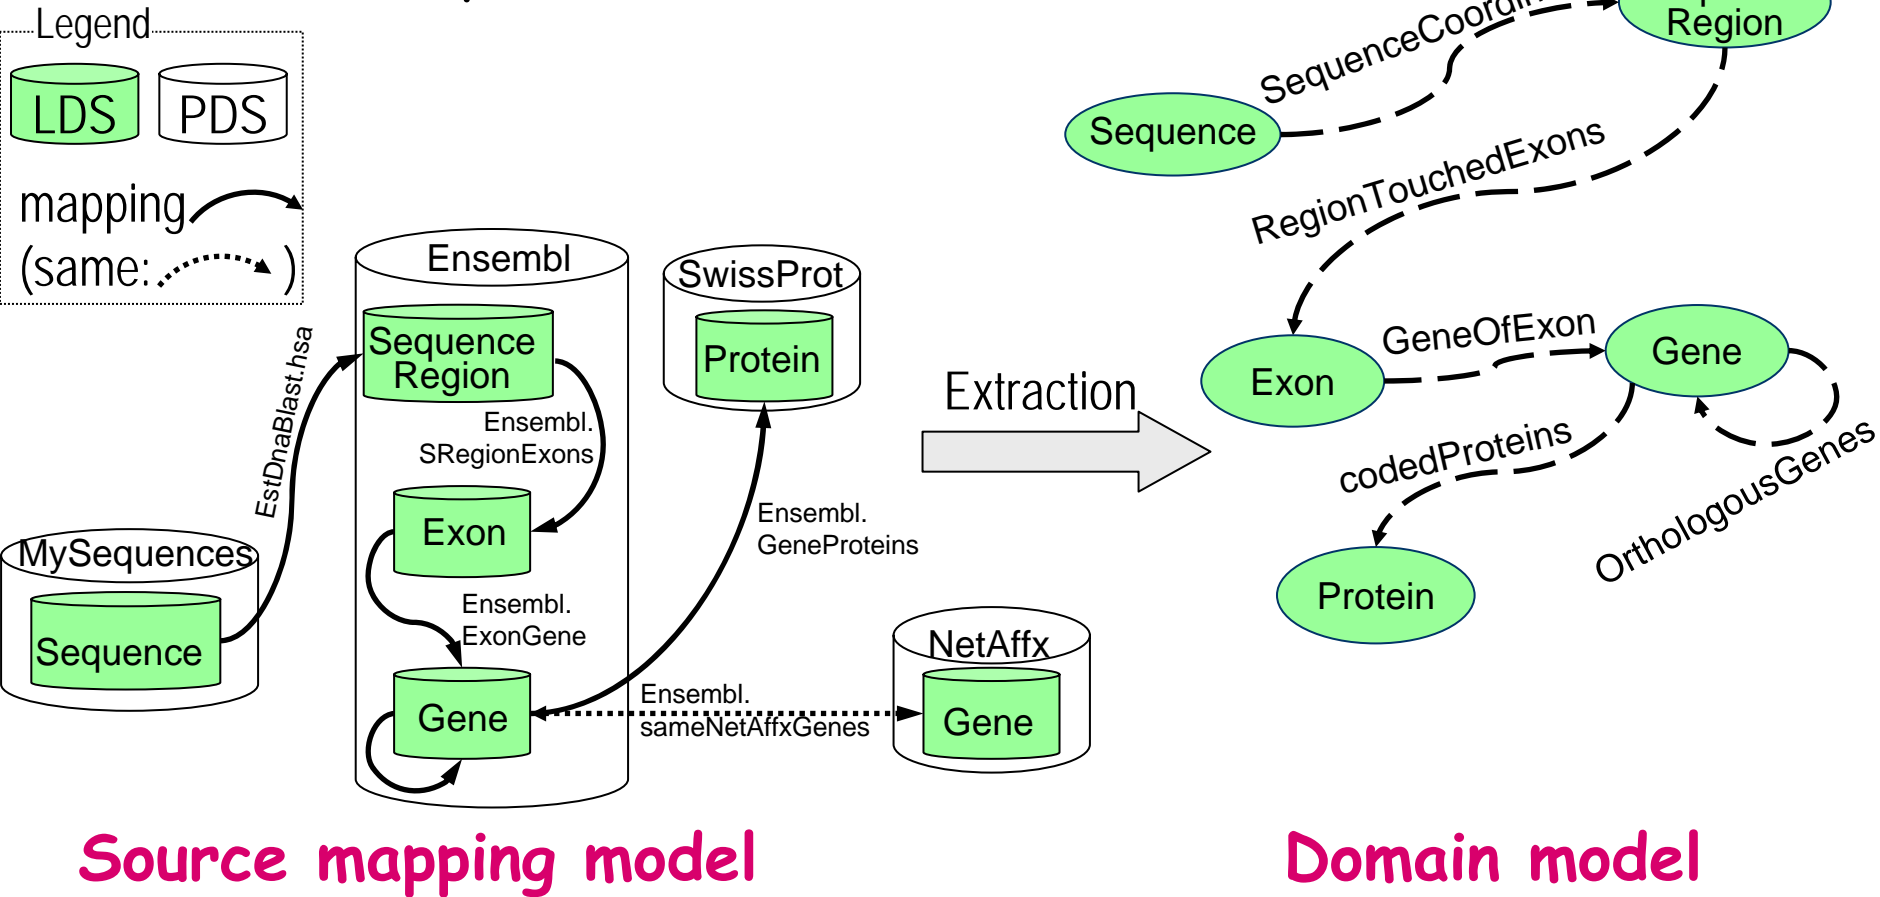 Legend
LDS
PDS
mapping
(same: )
Ensembl
Sequence
Region
Ensembl.
SRegionExons
Exon
Ensembl.
ExonGene
Gene
EstDnaBlast.hsa
MySequences
Sequence
SwissProt
Protein
Ensembl.
GeneProteins
Ensembl.
sameNetAffxGenes
NetAffx
Gene
Source mapping model
Extraction
Region
Sequence
RegionTouchedExons
Exon
GeneOfExon
Gene
codedProteins
OrthologousGenes
Protein
Domain model